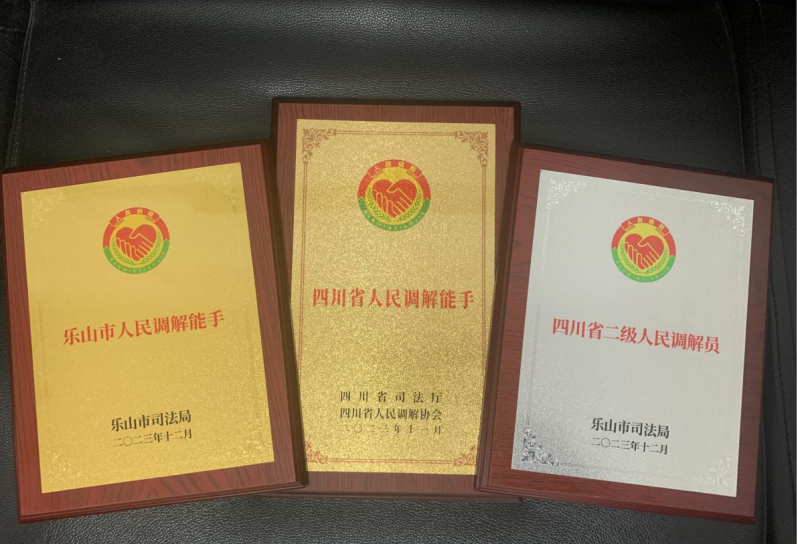 人民调解
乐山市人民调解能手
乐山市司法局
二〇二三年十二月
人民调解
四川省人民调解能手
四川省司法厅
四川省人民调解协会
二〇二三年十一月
人民调解
四川省二级人民调解员
乐山市司法局
二〇二三年十二月